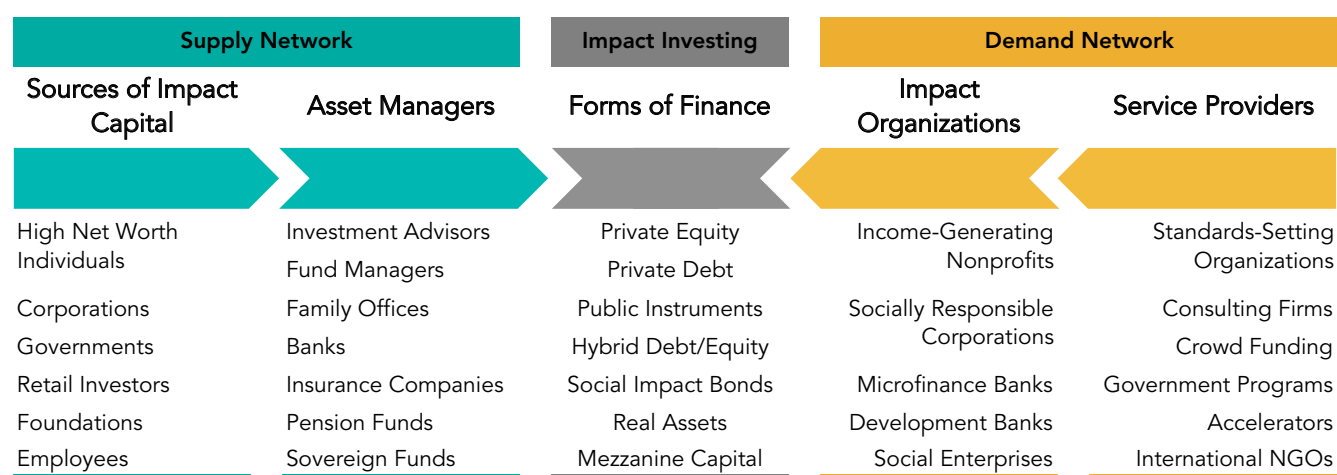 Supply Network
Impact Investing
Demand Network
Sources of Impact
Capital
Asset Managers
Forms of Finance
Impact
Organizations
Service Providers
High Net Worth
Individuals
Corporations
Governments
Retail Investors
Foundations
Employees
Investment Advisors
Fund Managers
Family Offices
Banks
Insurance Companies
Pension Funds
Sovereign Funds
Private Equity
Private Debt
Public Instruments
Hybrid Debt/Equity
Social Impact Bonds
Real Assets
Mezzanine Capital
Income-Generating
Nonprofits
Socially Responsible
Corporations
Microfinance Banks
Development Banks
Social Enterprises
Standards-Setting
Organizations
Consulting Firms
Crowd Funding
Government Programs
Accelerators
International NGOs